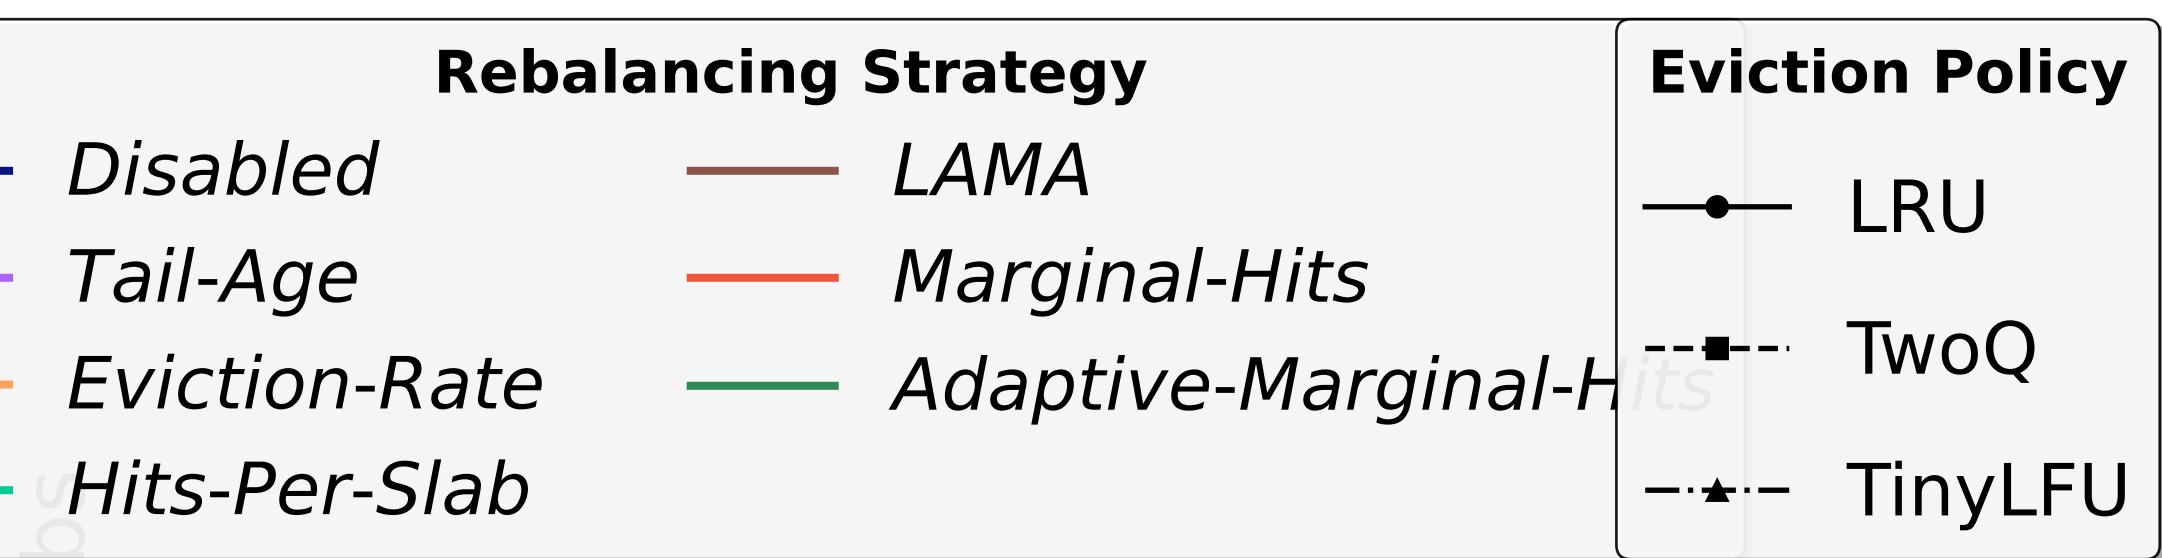 Rebalancing Strategy
Disabled
Tail-Age
Eviction-Rate
Hits-Per-Slab
LAMA
Marginal-Hits
Adaptive-Marginal-Hits
Eviction Policy
LRU
TwoQ
TinyLFU